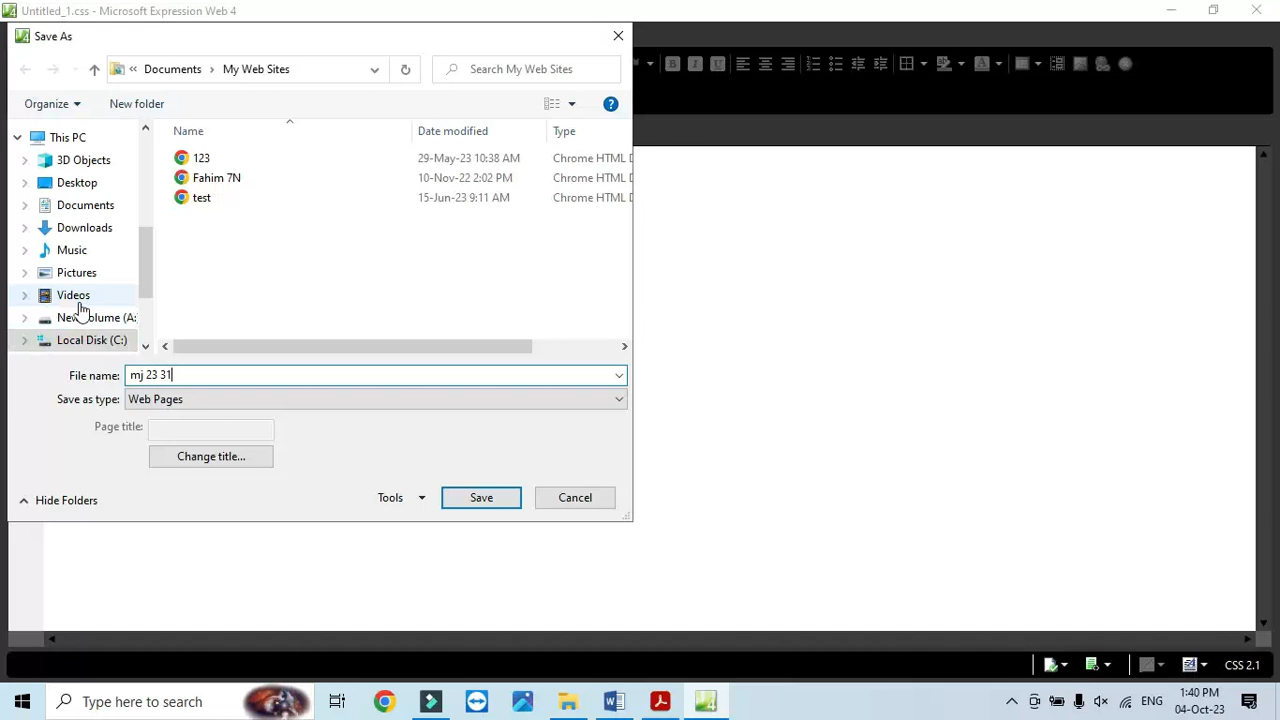 Untitled_1.css - Microsoft Expression Web 4
Save As
Documents
My Web Sites
Search My Web Sites
Organize
New folder
This PC
3D Objects
Desktop
Documents
Downloads
Music
Pictures
Videos
New Volume (A:
Local Disk (C:)
Name
Date modified
Type
123
29-May-23 10:38 AM
Chrome HTML D
Fahim 7N
10-Nov-22 2:02 PM
Chrome HTML D
test
15-Jun-23 9:11 AM
Chrome HTML D
File name:
mj 23 31
Save as type:
Web Pages
Page title:
Change title...
Hide Folders
Tools
Save
Cancel
CSS 2.1
Type here to search
ENG
1:40 PM
04-Oct-23